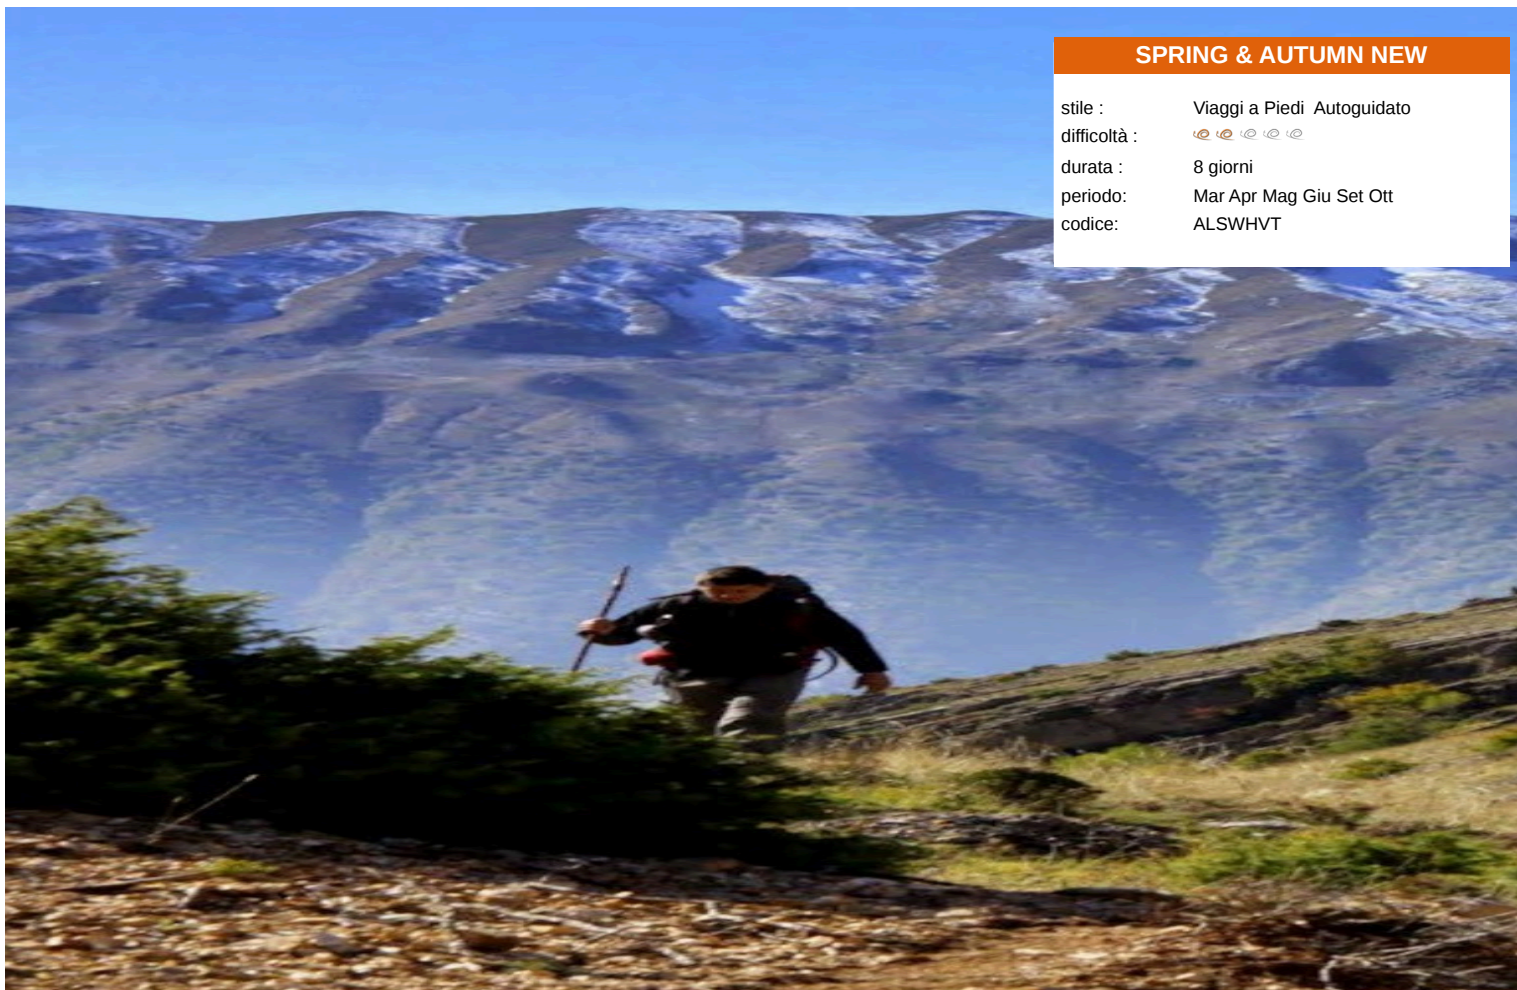 SPRING & AUTUMN NEW
stile : Viaggi a Piedi Autoguidato
difficoltà :
durata : 8 giorni
periodo: Mar Apr Mag Giu Set Ott
codice: ALSWHVT